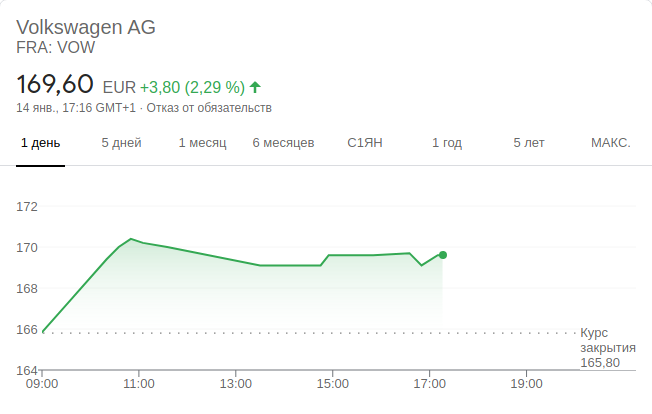 Volkswagen AG
FRA: VOW
169,60 EUR +3,80 (2,29 %)
14 янв., 17:16 GMT+1 · Отказ от обязательств
1 день 5 дней 1 месяц 6 месяцев С1ЯН 1 год 5 лет МАКС.
172
170
168
166
164
Курс
закрытия
165,80
09:00 11:00 13:00 15:00 17:00 19:00